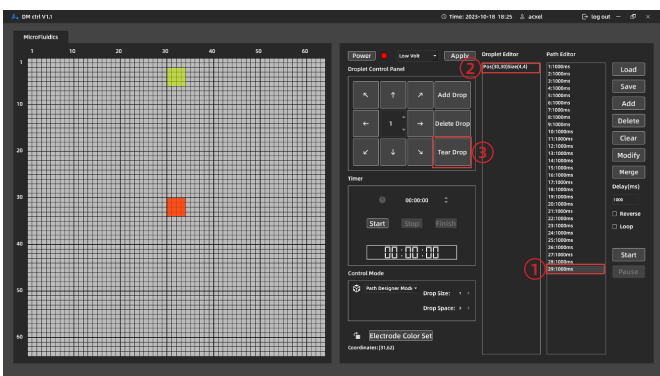 DM ctrl V1.1
Time: 2023-10-18 18:25
acxel
log out
MicroFluidics
1 10 20 30 40 50 60
1
10
20
30
40
50
60
Power
Low Volt
Apply
Droplet Control Panel
Add Drop
1
Delete Drop
Tear Drop
3
Timer
00:00:00
Start
Stop
Finish
00:00:00
Control Mode
Path Designer Mode
Drop Size:
Drop Space:
Electrode Color Set
Coordinates:(31,62)
Droplet Editor
2
Pos(30,30)Size(4,4)
Path Editor
1:1000ms
2:1000ms
3:1000ms
4:1000ms
5:1000ms
6:1000ms
7:1000ms
8:1000ms
9:1000ms
10:1000ms
11:1000ms
12:1000ms
13:1000ms
14:1000ms
15:1000ms
16:1000ms
17:1000ms
18:1000ms
19:1000ms
20:1000ms
21:1000ms
22:1000ms
23:1000ms
24:1000ms
25:1000ms
26:1000ms
27:1000ms
28:1000ms
29:1000ms
1
Load
Save
Add
Delete
Clear
Modify
Merge
Delay(ms)
1000
Reverse
Loop
Start
Pause